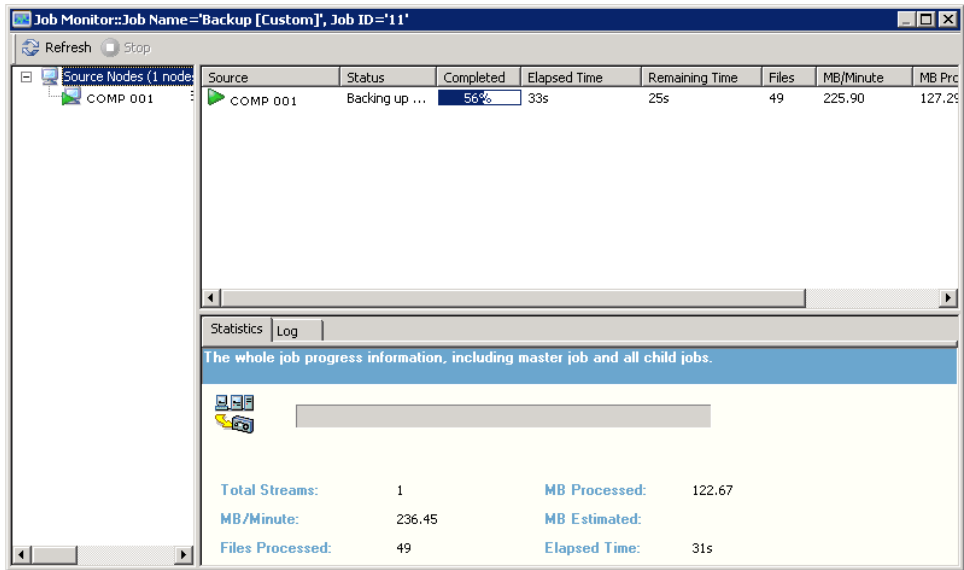 Job Monitor::Job Name='Backup [Custom]', Job ID='11'
Refresh Stop
Source Nodes (1 node
COMP 001
Source Status Completed Elapsed Time Remaining Time Files MB/Minute MB Pro
COMP 001 Backing up ... 56% 33s 25s 49 225.90 127.29
Statistics Log
The whole job progress information, including master job and all child jobs.
Total Streams: 1 MB Processed: 122.67
MB/Minute: 236.45 MB Estimated:
Files Processed: 49 Elapsed Time: 31s